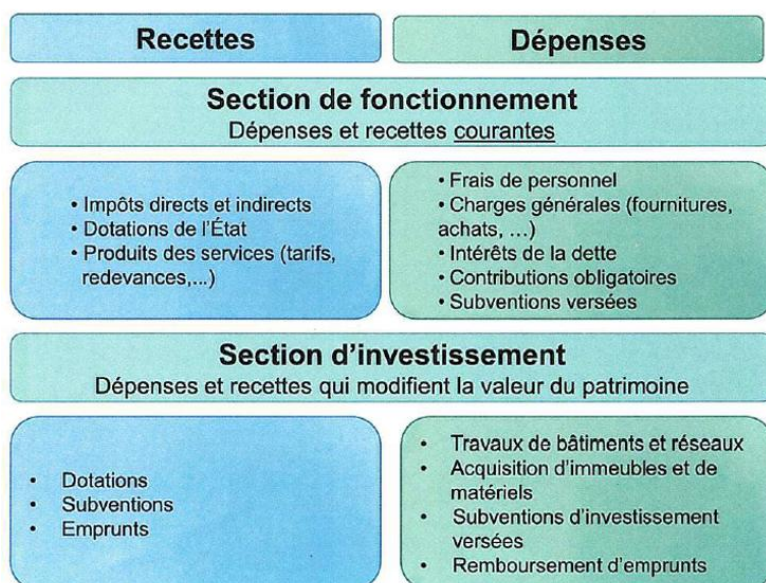 Recettes
Dépenses
Section de fonctionnement
Dépenses et recettes courantes
• Impôts directs et indirects
• Dotations de l'État
• Produits des services (tarifs,
redevances,...)
• Frais de personnel
• Charges générales (fournitures,
achats, ...)
• Intérêts de la dette
• Contributions obligatoires
• Subventions versées
Section d'investissement
Dépenses et recettes qui modifient la valeur du patrimoine
• Dotations
• Subventions
• Emprunts
• Travaux de bâtiments et réseaux
• Acquisition d'immeubles et de
matériels
• Subventions d'investissement
versées
• Remboursement d'emprunts